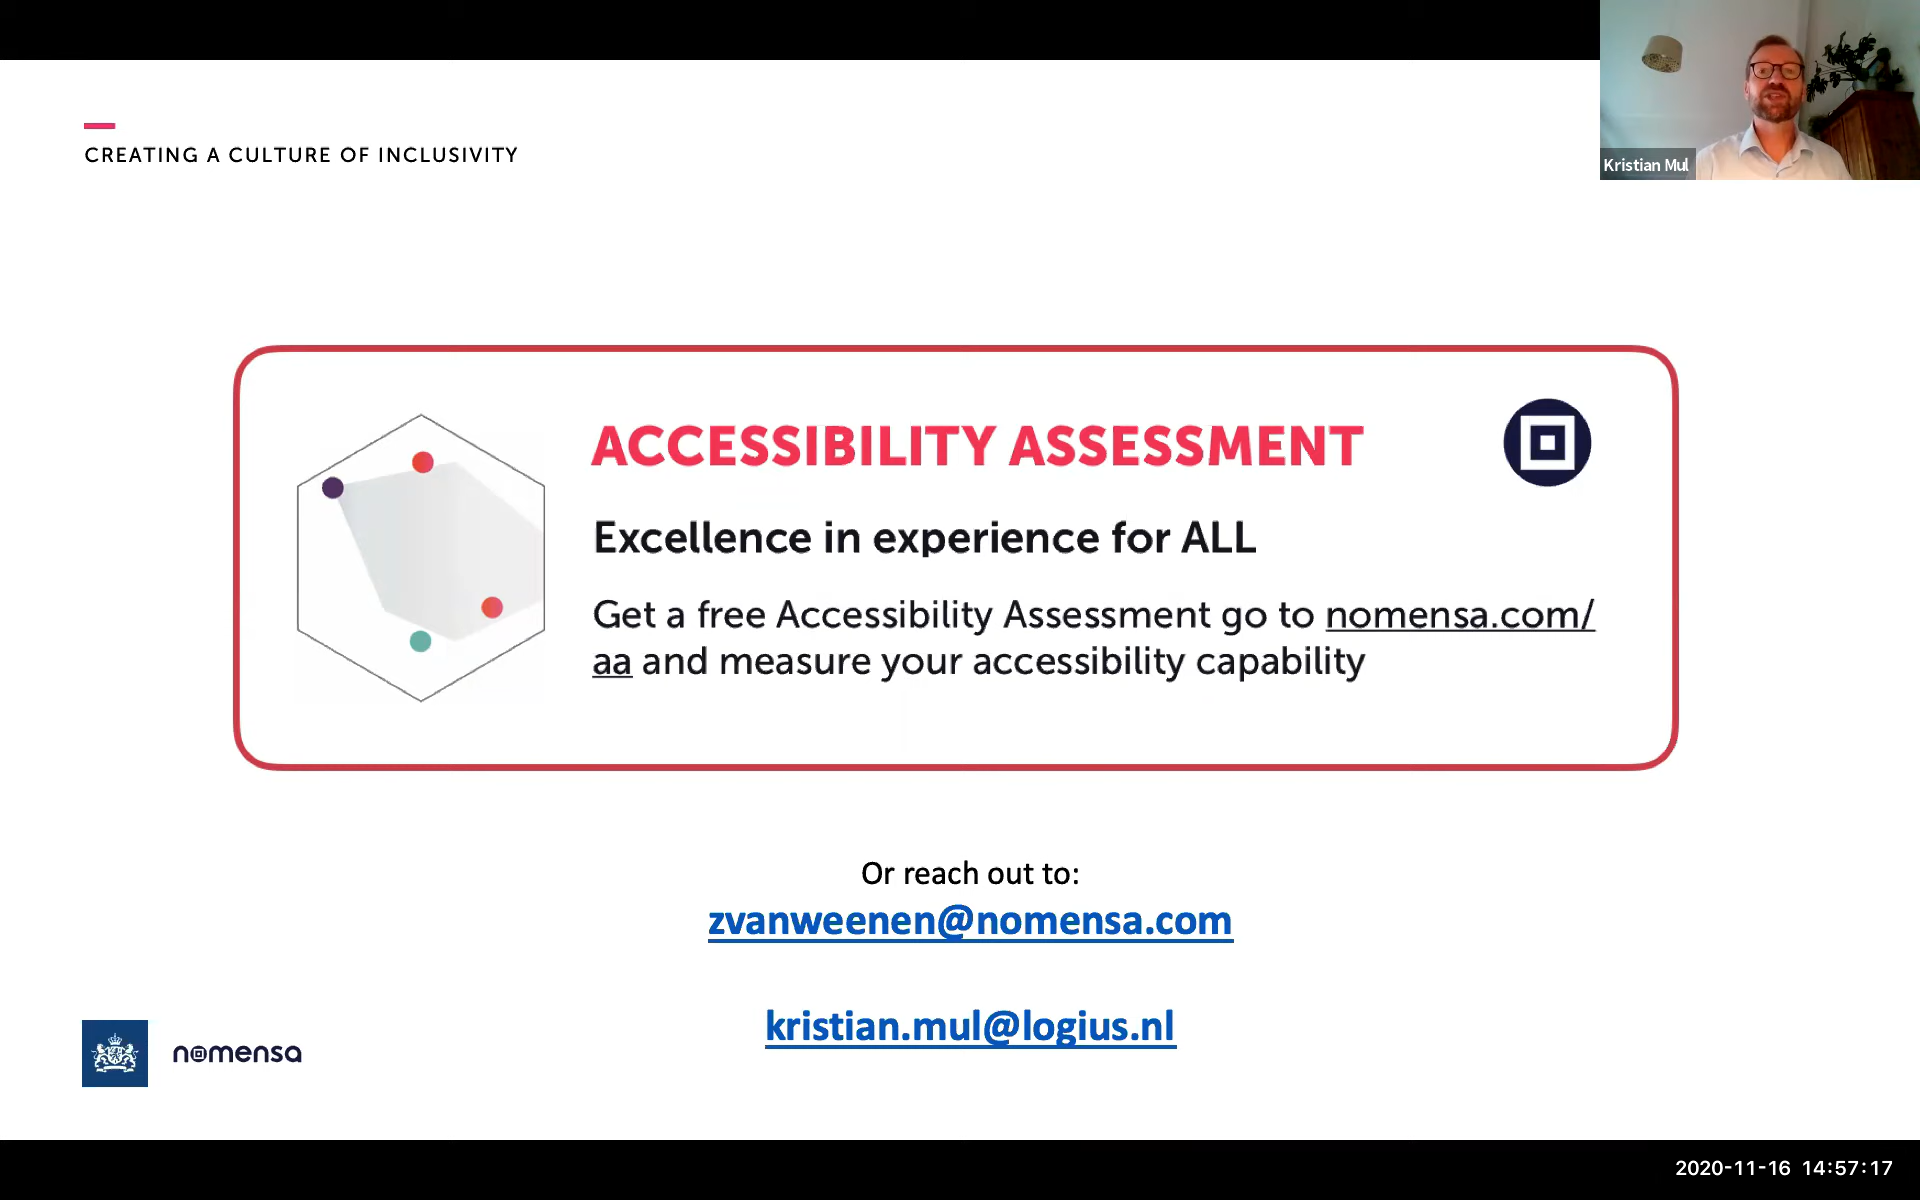 CREATING A CULTURE OF INCLUSIVITY
Kristian Mul
ACCESSIBILITY ASSESSMENT
Excellence in experience for ALL
Get a free Accessibility Assessment go to nomensa.com/
aa and measure your accessibility capability
Or reach out to:
zvanweenen@nomensa.com
kristian.mul@logius.nl
nomensa
2020-11-16 14:57:17